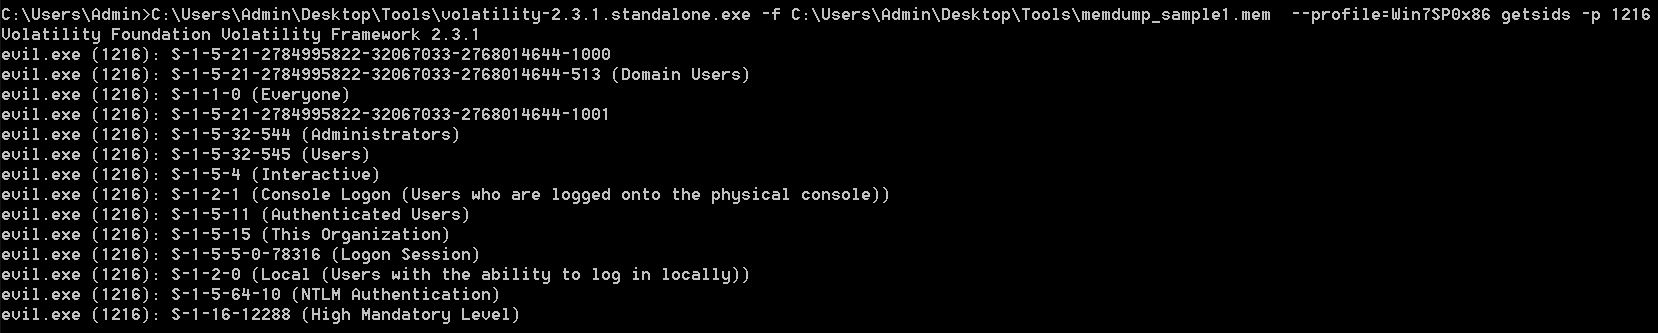 C:\Users\Admin>C:\Users\Admin\Desktop\Tools\volatility-2.3.1.standalone.exe -f C:\Users\Admin\Desktop\Tools\memdump_sample1.mem  --profile=Win7SP0x86 getsids -p 1216
Volatility Foundation Volatility Framework 2.3.1
evil.exe (1216): S-1-5-21-2784995822-32067033-2768014644-1000
evil.exe (1216): S-1-5-21-2784995822-32067033-2768014644-513 (Domain Users)
evil.exe (1216): S-1-1-0 (Everyone)
evil.exe (1216): S-1-5-21-2784995822-32067033-2768014644-1001
evil.exe (1216): S-1-5-32-544 (Administrators)
evil.exe (1216): S-1-5-32-545 (Users)
evil.exe (1216): S-1-5-4 (Interactive)
evil.exe (1216): S-1-2-1 (Console Logon (Users who are logged onto the physical console))
evil.exe (1216): S-1-5-11 (Authenticated Users)
evil.exe (1216): S-1-5-15 (This Organization)
evil.exe (1216): S-1-5-5-0-78316 (Logon Session)
evil.exe (1216): S-1-2-0 (Local (Users with the ability to log in locally))
evil.exe (1216): S-1-5-64-10 (NTLM Authentication)
evil.exe (1216): S-1-16-12288 (High Mandatory Level)